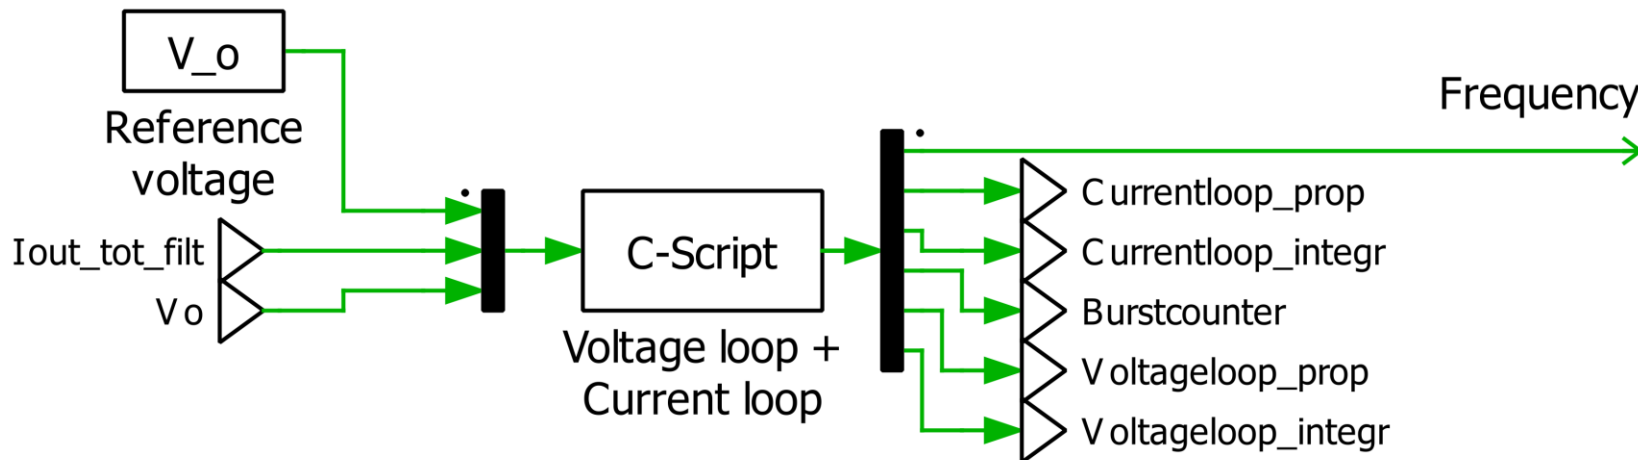 V_o
Reference
voltage
Iout_tot_filt
Vo
C-Script
Voltage loop +
Current loop
Frequency
Currentloop_prop
Currentloop_integr
Burstcounter
Voltageloop_prop
Voltageloop_integr